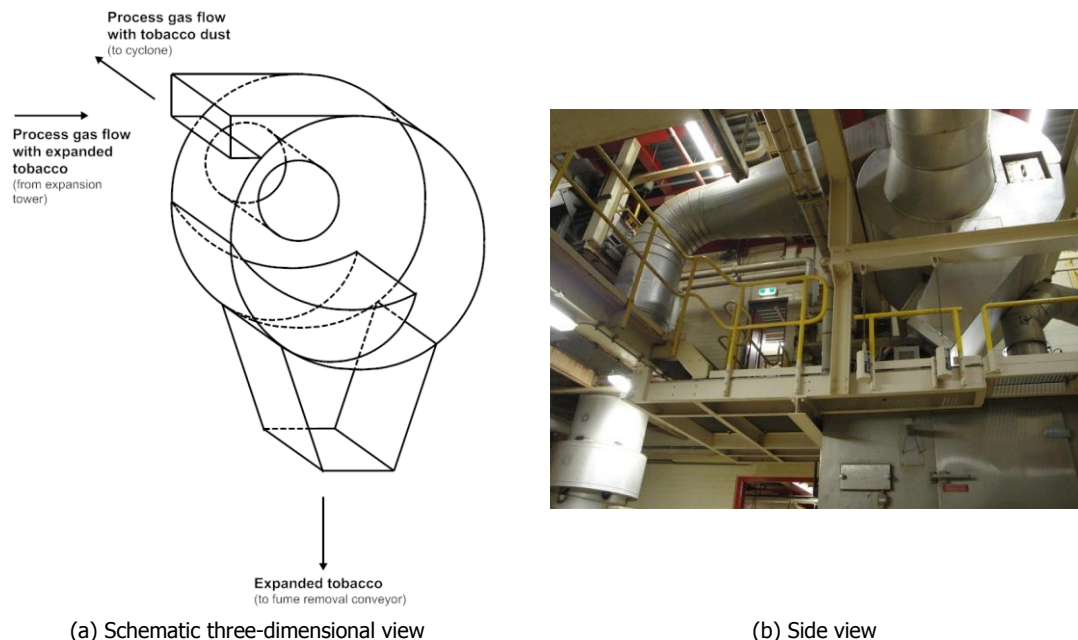 Process gas flow
with tobacco dust
(to cyclone)
Process gas flow
with expanded
tobacco
(from expansion
tower)
Expanded tobacco
(to fume removal conveyor)
(a) Schematic three-dimensional view
(b) Side view